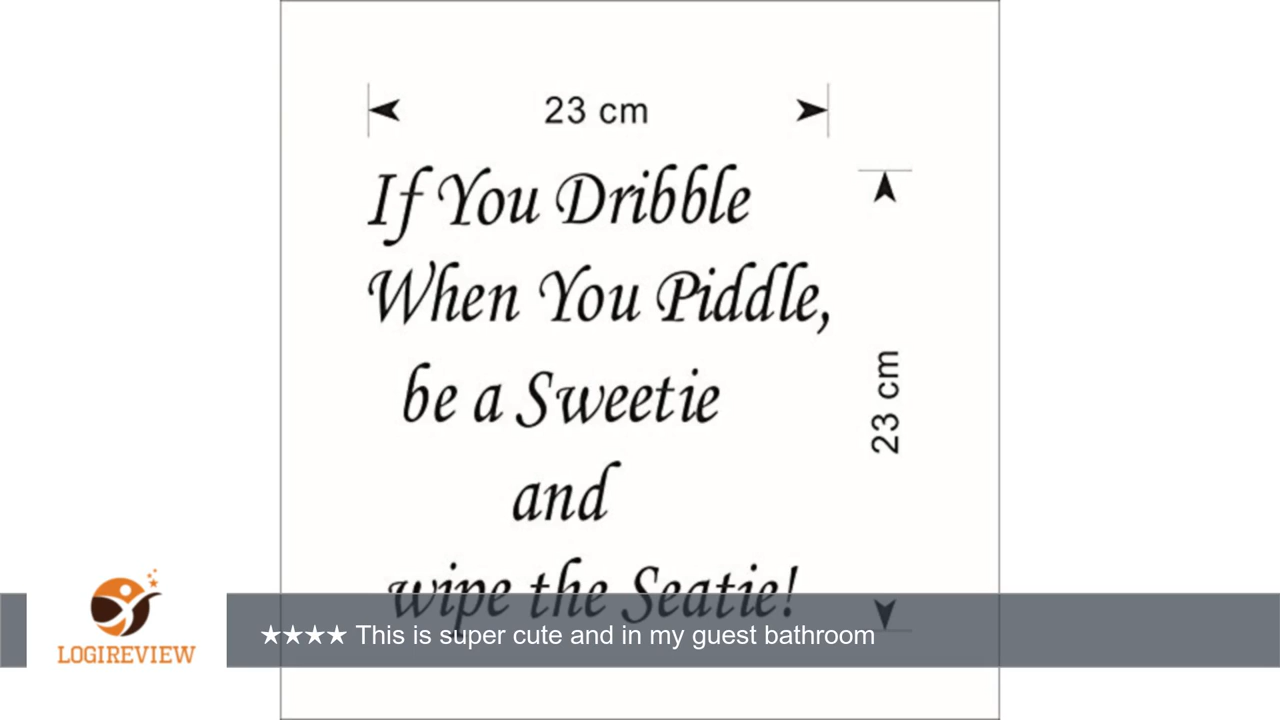 23 cm
If You Dribble
When You Piddle,
be a Sweetie
and
wipe the Seatie!
23 cm
LOGIREVIEW
★★★★ This is super cute and in my guest bathroom